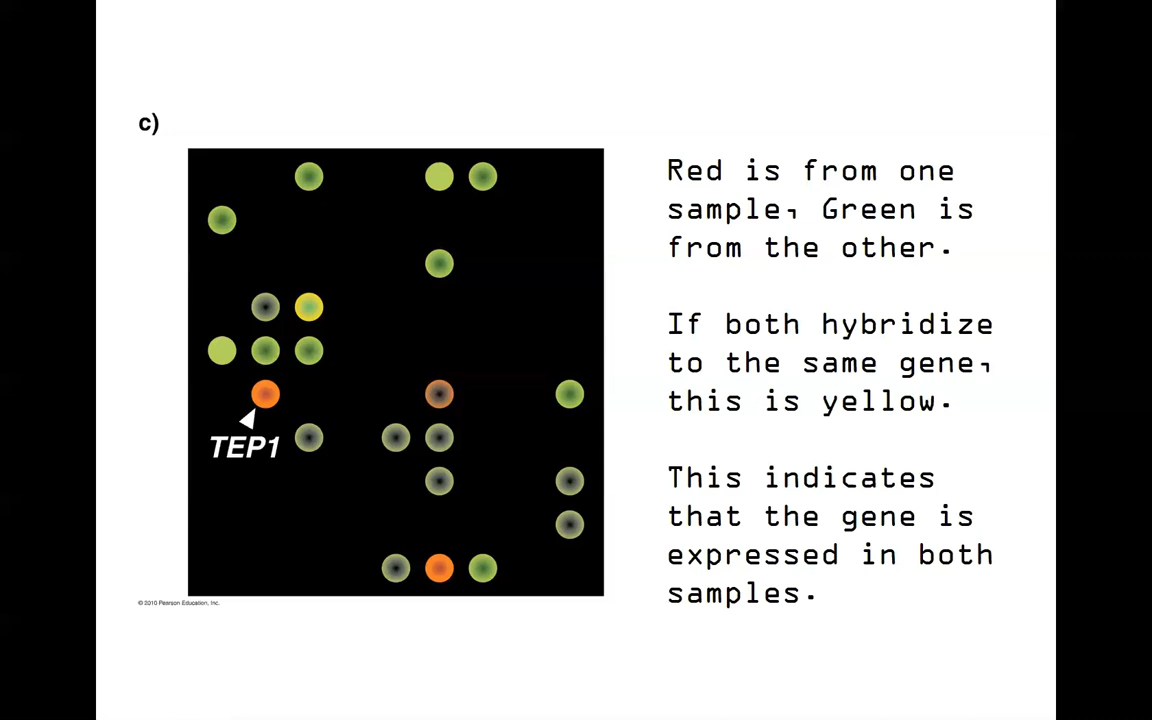 c)
Red is from one
sample, Green is
from the other.
If both hybridize
to the same gene,
this is yellow.
This indicates
that the gene is
expressed in both
samples.
TEP1
© 2010 Pearson Education, Inc.